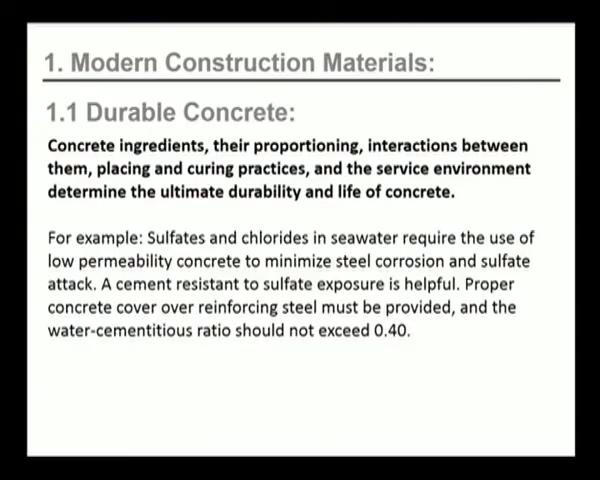 1. Modern Construction Materials:
1.1 Durable Concrete:
Concrete ingredients, their proportioning, interactions between
them, placing and curing practices, and the service environment
determine the ultimate durability and life of concrete.
For example: Sulfates and chlorides in seawater require the use of
low permeability concrete to minimize steel corrosion and sulfate
attack. A cement resistant to sulfate exposure is helpful. Proper
concrete cover over reinforcing steel must be provided, and the
water-cementitious ratio should not exceed 0.40.